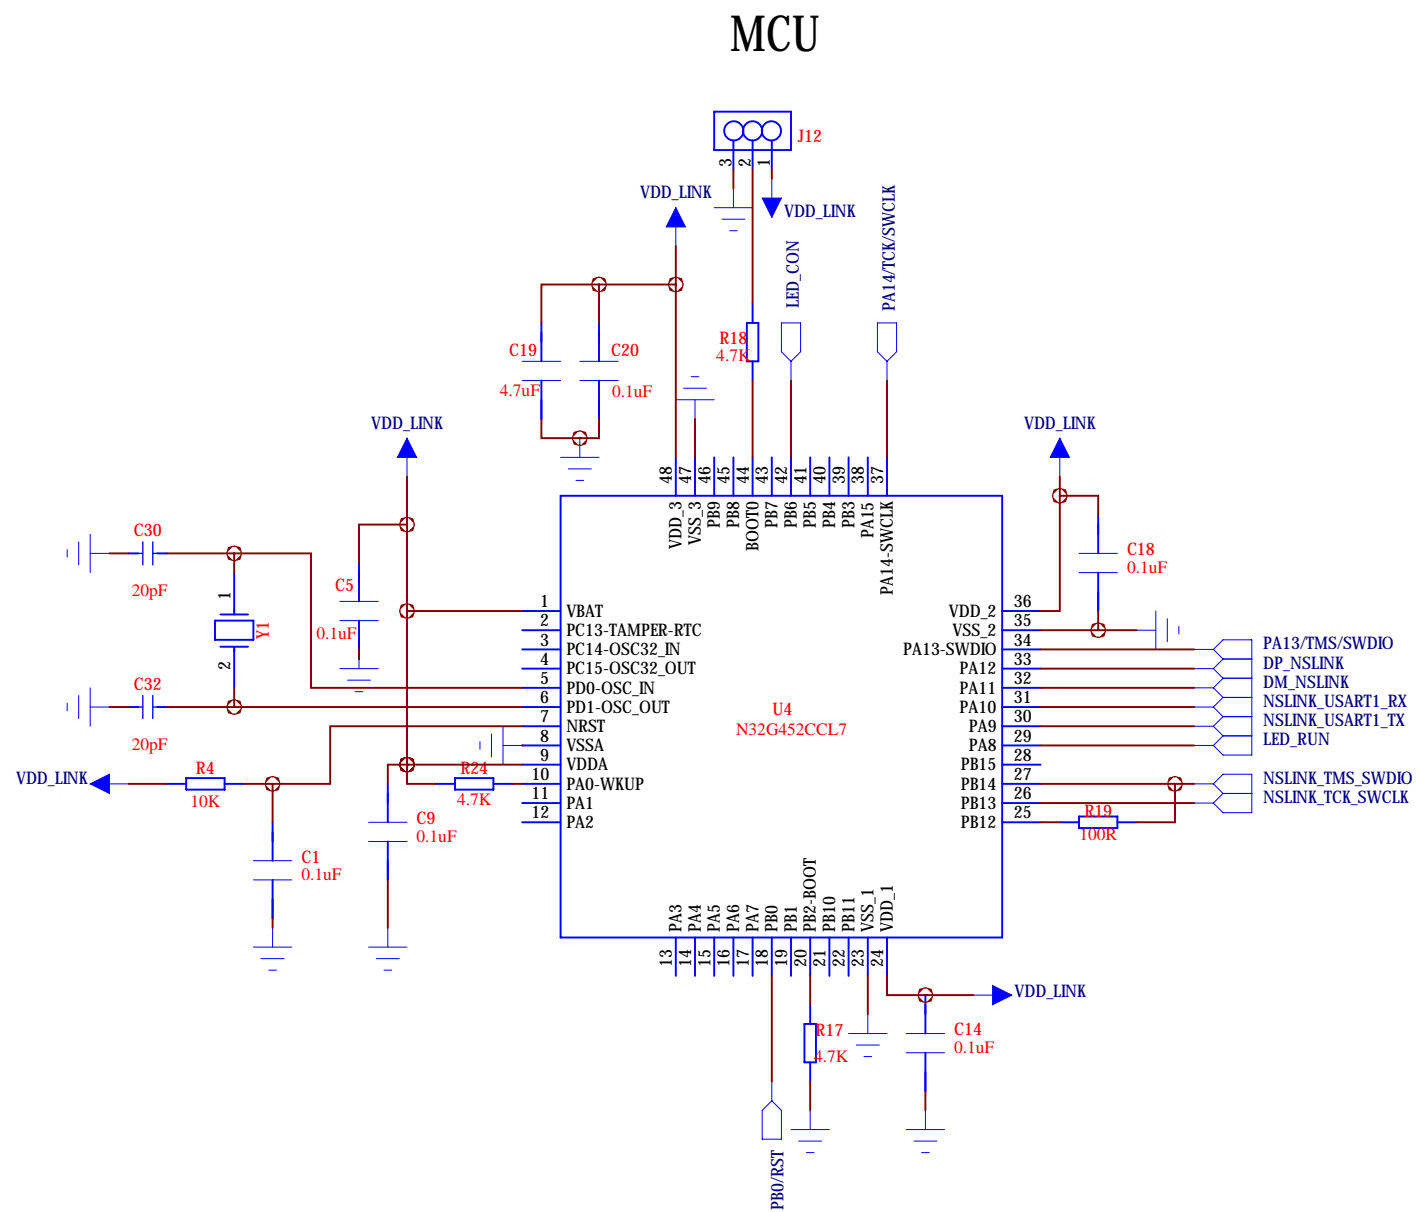 MCU
J12
3
2
1
VDD_LINK
VDD_LINK
LED_CON
PA14/TCK/SWCLK
R18
4.7K
C19
4.7uF
C20
0.1uF
VDD_LINK
VDD_LINK
48
47
46
45
44
43
42
41
40
39
38
37
VDD_3
VSS_3
PB9
PB8
BOOT0
PB7
PB6
PB5
PB4
PB3
PA15
PA14-SWCLK
C30
20pF
C5
0.1uF
C18
0.1uF
1
Y1
2
C32
20pF
1 VBAT
2 PC13-TAMPER-RTC
3 PC14-OSC32_IN
4 PC15-OSC32_OUT
5 PD0-OSC_IN
6 PD1-OSC_OUT
7 NRST
8 VSSA
9 VDDA
10 PA0-WKUP
11 PA1
12 PA2
U4
N32G452CCL7
VDD_2 36
VSS_2 35
PA13-SWDIO 34 PA13/TMS/SWDIO
PA12 33 DP_NSLINK
PA11 32 DM_NSLINK
PA10 31 NSLINK_USART1_RX
PA9 30 NSLINK_USART1_TX
PA8 29 LED_RUN
PB15 28
PB14 27 NSLINK_TMS_SWDIO
PB13 26 NSLINK_TCK_SWCLK
PB12 25
R19
100R
VDD_LINK
R4
10K
R24
4.7K
C9
0.1uF
C1
0.1uF
PA3
PA4
PA5
PA6
PA7
PB0
PB1
PB2-BOOT
PB10
PB11
VSS_1
VDD_1
13
14
15
16
17
18
19
20
21
22
23
24
VDD_LINK
R17
4.7K
C14
0.1uF
PB0/RST